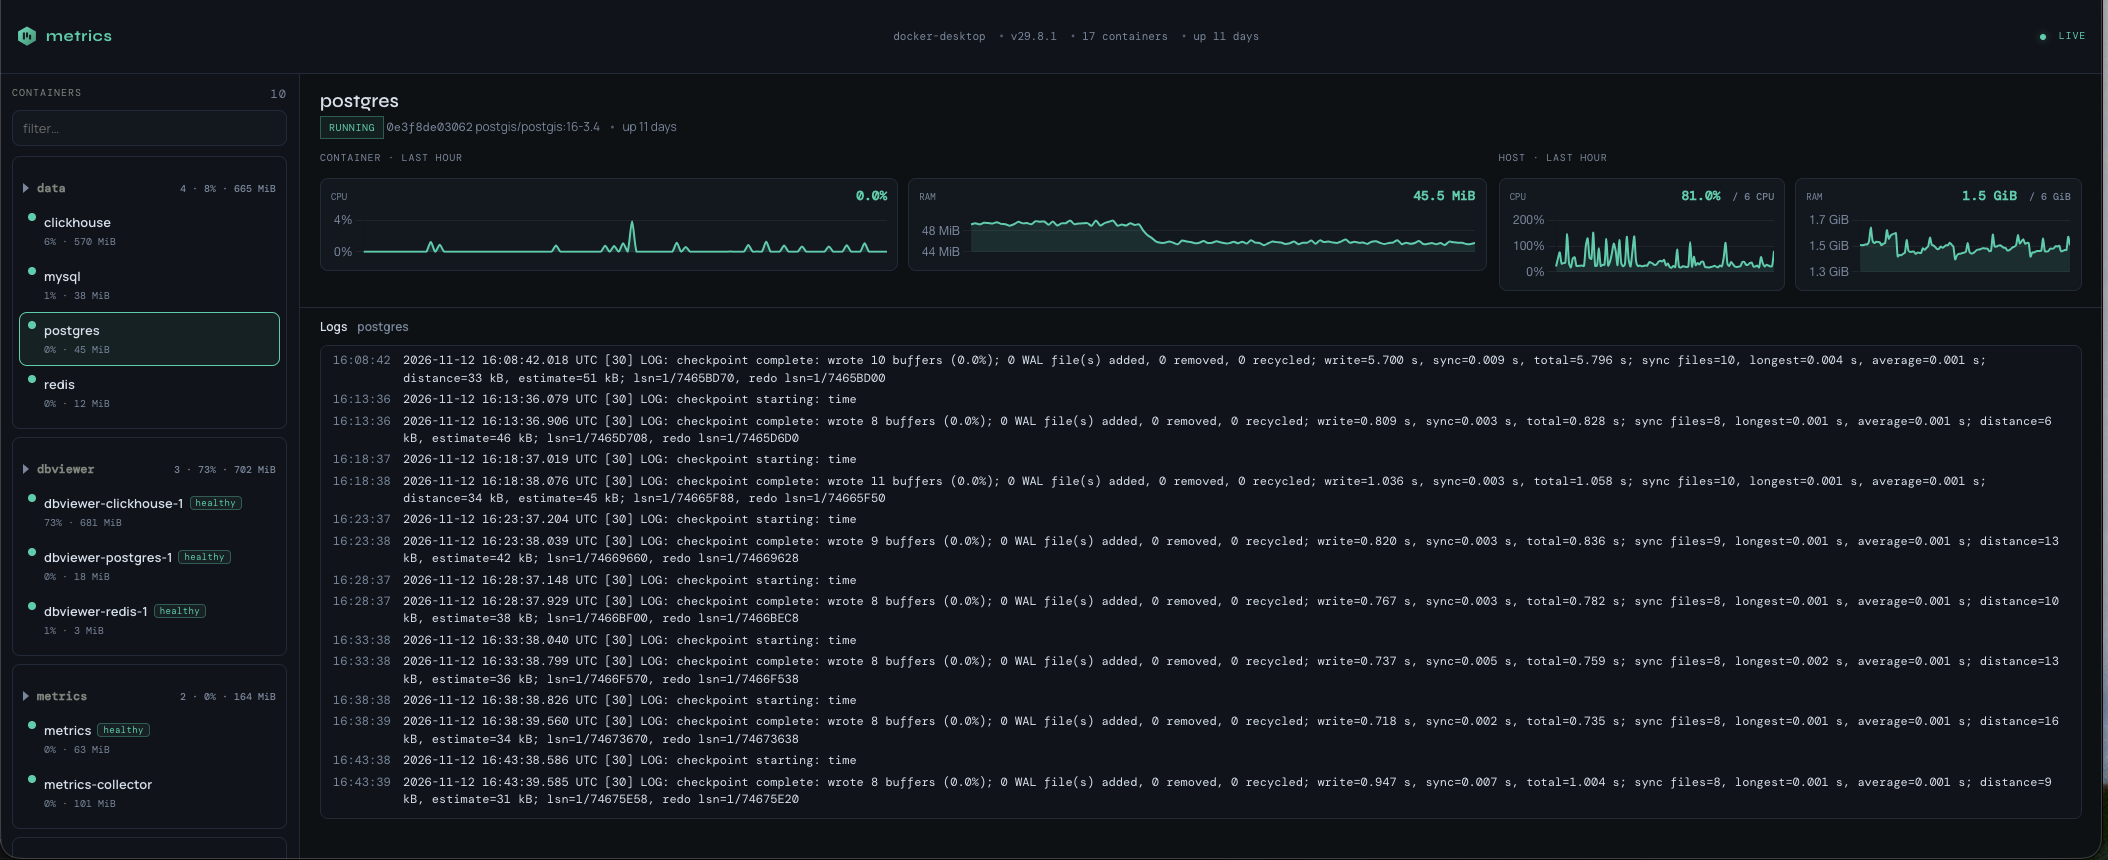 metrics
docker-desktop • v29.8.1 • 17 containers • up 11 days
LIVE
CONTAINERS 10
filter...
data 4 · 8% · 665 MiB
clickhouse
6% · 570 MiB
mysql
1% · 38 MiB
postgres
0% · 45 MiB
redis
0% · 12 MiB
dbviewer 3 · 73% · 702 MiB
dbviewer-clickhouse-1 healthy
73% · 681 MiB
dbviewer-postgres-1 healthy
0% · 18 MiB
dbviewer-redis-1 healthy
1% · 3 MiB
metrics 2 · 0% · 164 MiB
metrics healthy
0% · 63 MiB
metrics-collector
0% · 101 MiB
postgres
RUNNING 0e3f8de03062 postgis/postgis:16-3.4 • up 11 days
CONTAINER · LAST HOUR
CPU 0.0%
4%
0%
RAM 45.5 MiB
48 MiB
44 MiB
HOST · LAST HOUR
CPU 81.0% / 6 CPU
200%
100%
0%
RAM 1.5 GiB / 6 GiB
1.7 GiB
1.5 GiB
1.3 GiB
Logs postgres
16:08:42 2026-11-12 16:08:42.018 UTC [30] LOG: checkpoint complete: wrote 10 buffers (0.0%); 0 WAL file(s) added, 0 removed, 0 recycled; write=5.700 s, sync=0.009 s, total=5.796 s; sync files=10, longest=0.004 s, average=0.001 s;
distance=33 kB, estimate=51 kB; lsn=1/7465BD70, redo lsn=1/7465BD00
16:13:36 2026-11-12 16:13:36.079 UTC [30] LOG: checkpoint starting: time
16:13:36 2026-11-12 16:13:36.906 UTC [30] LOG: checkpoint complete: wrote 8 buffers (0.0%); 0 WAL file(s) added, 0 removed, 0 recycled; write=0.809 s, sync=0.003 s, total=0.828 s; sync files=8, longest=0.001 s, average=0.001 s; distance=6
kB, estimate=46 kB; lsn=1/7465D708, redo lsn=1/7465D6D0
16:18:37 2026-11-12 16:18:37.019 UTC [30] LOG: checkpoint starting: time
16:18:38 2026-11-12 16:18:38.076 UTC [30] LOG: checkpoint complete: wrote 11 buffers (0.0%); 0 WAL file(s) added, 0 removed, 0 recycled; write=1.036 s, sync=0.003 s, total=1.058 s; sync files=10, longest=0.001 s, average=0.001 s;
distance=34 kB, estimate=45 kB; lsn=1/74665F88, redo lsn=1/74665F50
16:23:37 2026-11-12 16:23:37.204 UTC [30] LOG: checkpoint starting: time
16:23:38 2026-11-12 16:23:38.039 UTC [30] LOG: checkpoint complete: wrote 9 buffers (0.0%); 0 WAL file(s) added, 0 removed, 0 recycled; write=0.820 s, sync=0.003 s, total=0.836 s; sync files=9, longest=0.001 s, average=0.001 s; distance=13
kB, estimate=42 kB; lsn=1/74669660, redo lsn=1/74669628
16:28:37 2026-11-12 16:28:37.148 UTC [30] LOG: checkpoint starting: time
16:28:37 2026-11-12 16:28:37.929 UTC [30] LOG: checkpoint complete: wrote 8 buffers (0.0%); 0 WAL file(s) added, 0 removed, 0 recycled; write=0.767 s, sync=0.003 s, total=0.782 s; sync files=8, longest=0.001 s, average=0.001 s; distance=10
kB, estimate=38 kB; lsn=1/7466BF00, redo lsn=1/7466BEC8
16:33:38 2026-11-12 16:33:38.040 UTC [30] LOG: checkpoint starting: time
16:33:38 2026-11-12 16:33:38.799 UTC [30] LOG: checkpoint complete: wrote 8 buffers (0.0%); 0 WAL file(s) added, 0 removed, 0 recycled; write=0.737 s, sync=0.005 s, total=0.759 s; sync files=8, longest=0.002 s, average=0.001 s; distance=13
kB, estimate=36 kB; lsn=1/7466F570, redo lsn=1/7466F538
16:38:38 2026-11-12 16:38:38.826 UTC [30] LOG: checkpoint starting: time
16:38:39 2026-11-12 16:38:39.560 UTC [30] LOG: checkpoint complete: wrote 8 buffers (0.0%); 0 WAL file(s) added, 0 removed, 0 recycled; write=0.718 s, sync=0.002 s, total=0.735 s; sync files=8, longest=0.001 s, average=0.001 s; distance=16
kB, estimate=34 kB; lsn=1/74673670, redo lsn=1/74673638
16:43:38 2026-11-12 16:43:38.586 UTC [30] LOG: checkpoint starting: time
16:43:39 2026-11-12 16:43:39.585 UTC [30] LOG: checkpoint complete: wrote 8 buffers (0.0%); 0 WAL file(s) added, 0 removed, 0 recycled; write=0.947 s, sync=0.007 s, total=1.004 s; sync files=8, longest=0.001 s, average=0.001 s; distance=9
kB, estimate=31 kB; lsn=1/74675E58, redo lsn=1/74675E20